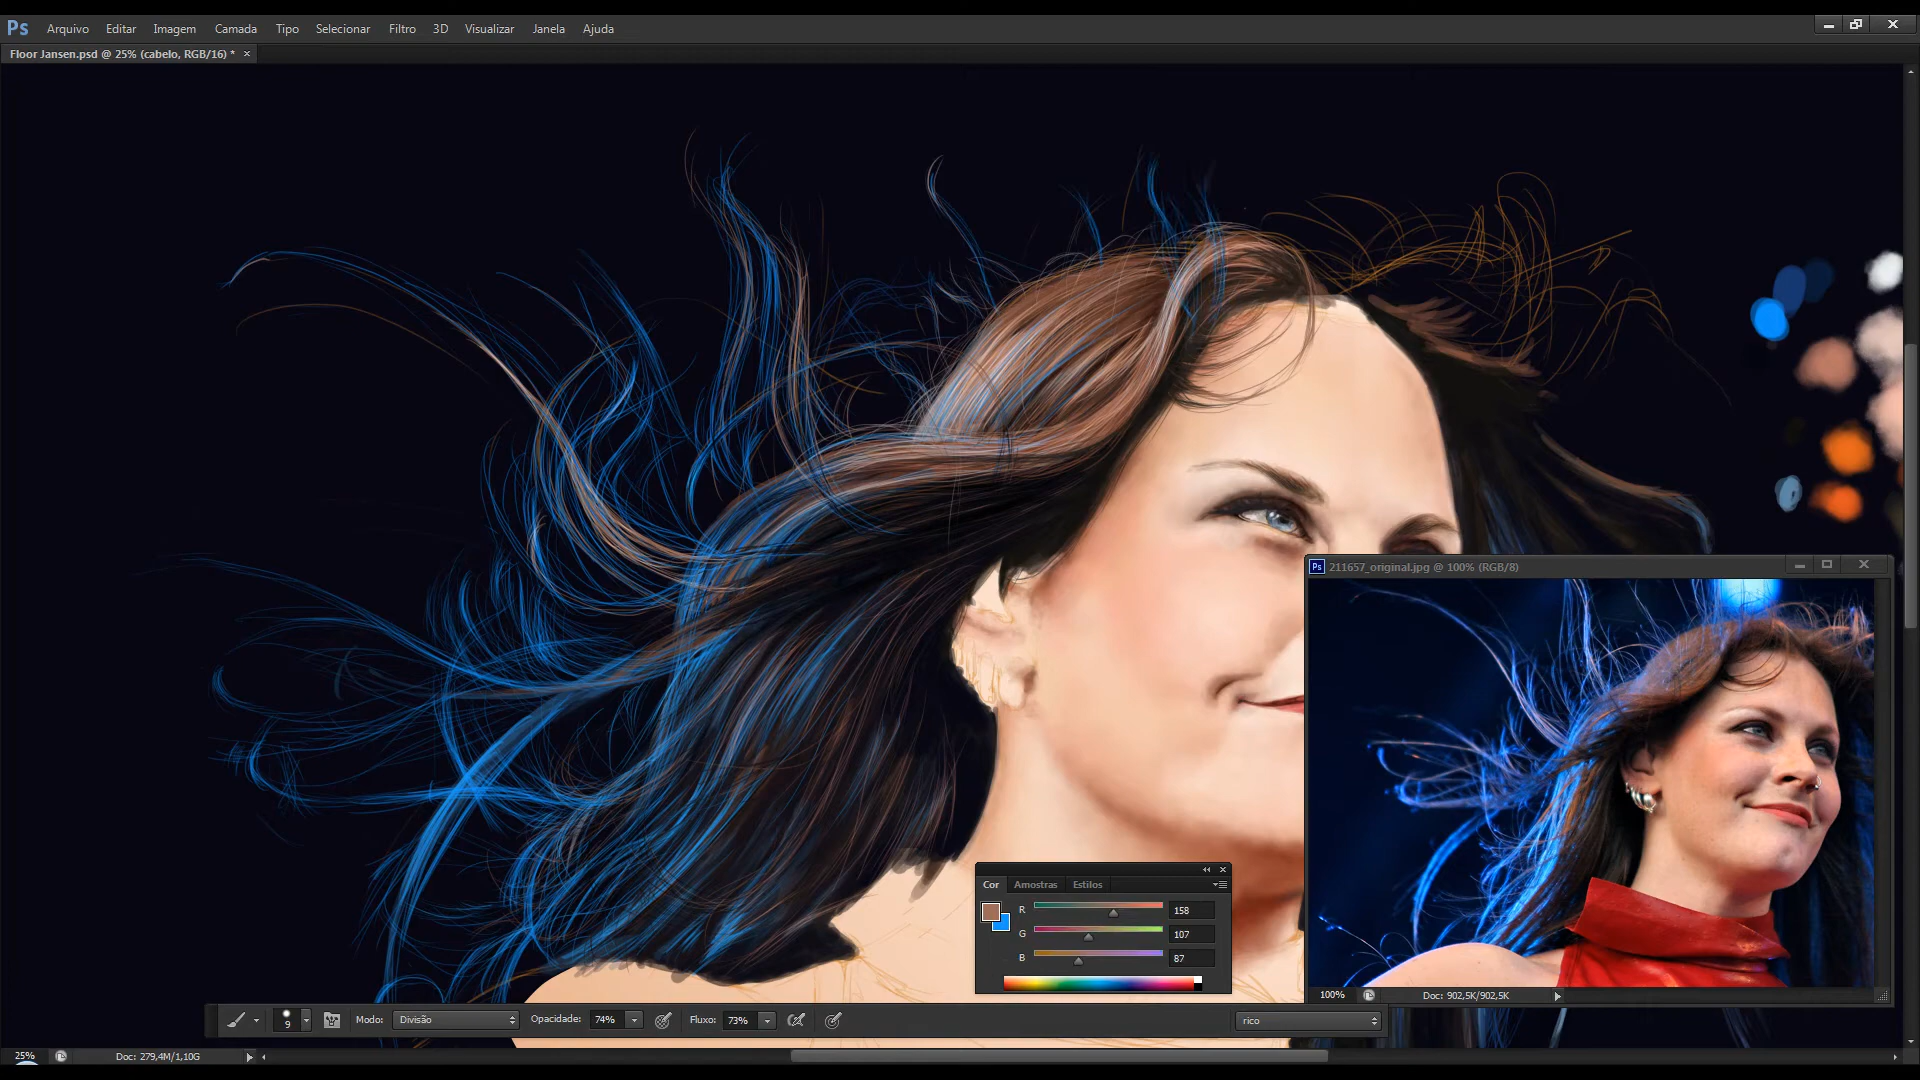 Ps Arquivo Editar Imagem Camada Tipo Selecionar Filtro 3D Visualizar Janela Ajuda
Floor Jansen.psd @ 25% (cabelo, RGB/16) * ×
Ps 211657_original.jpg @ 100% (RGB/8)
Cor Amostras Estilos
R 158
G 107
B 87
100% Doc: 902,5K/902,5K
9 Modo: Divisão Opacidade: 74% Fluxo: 73% rico
25% Doc: 279,4M/1,10G